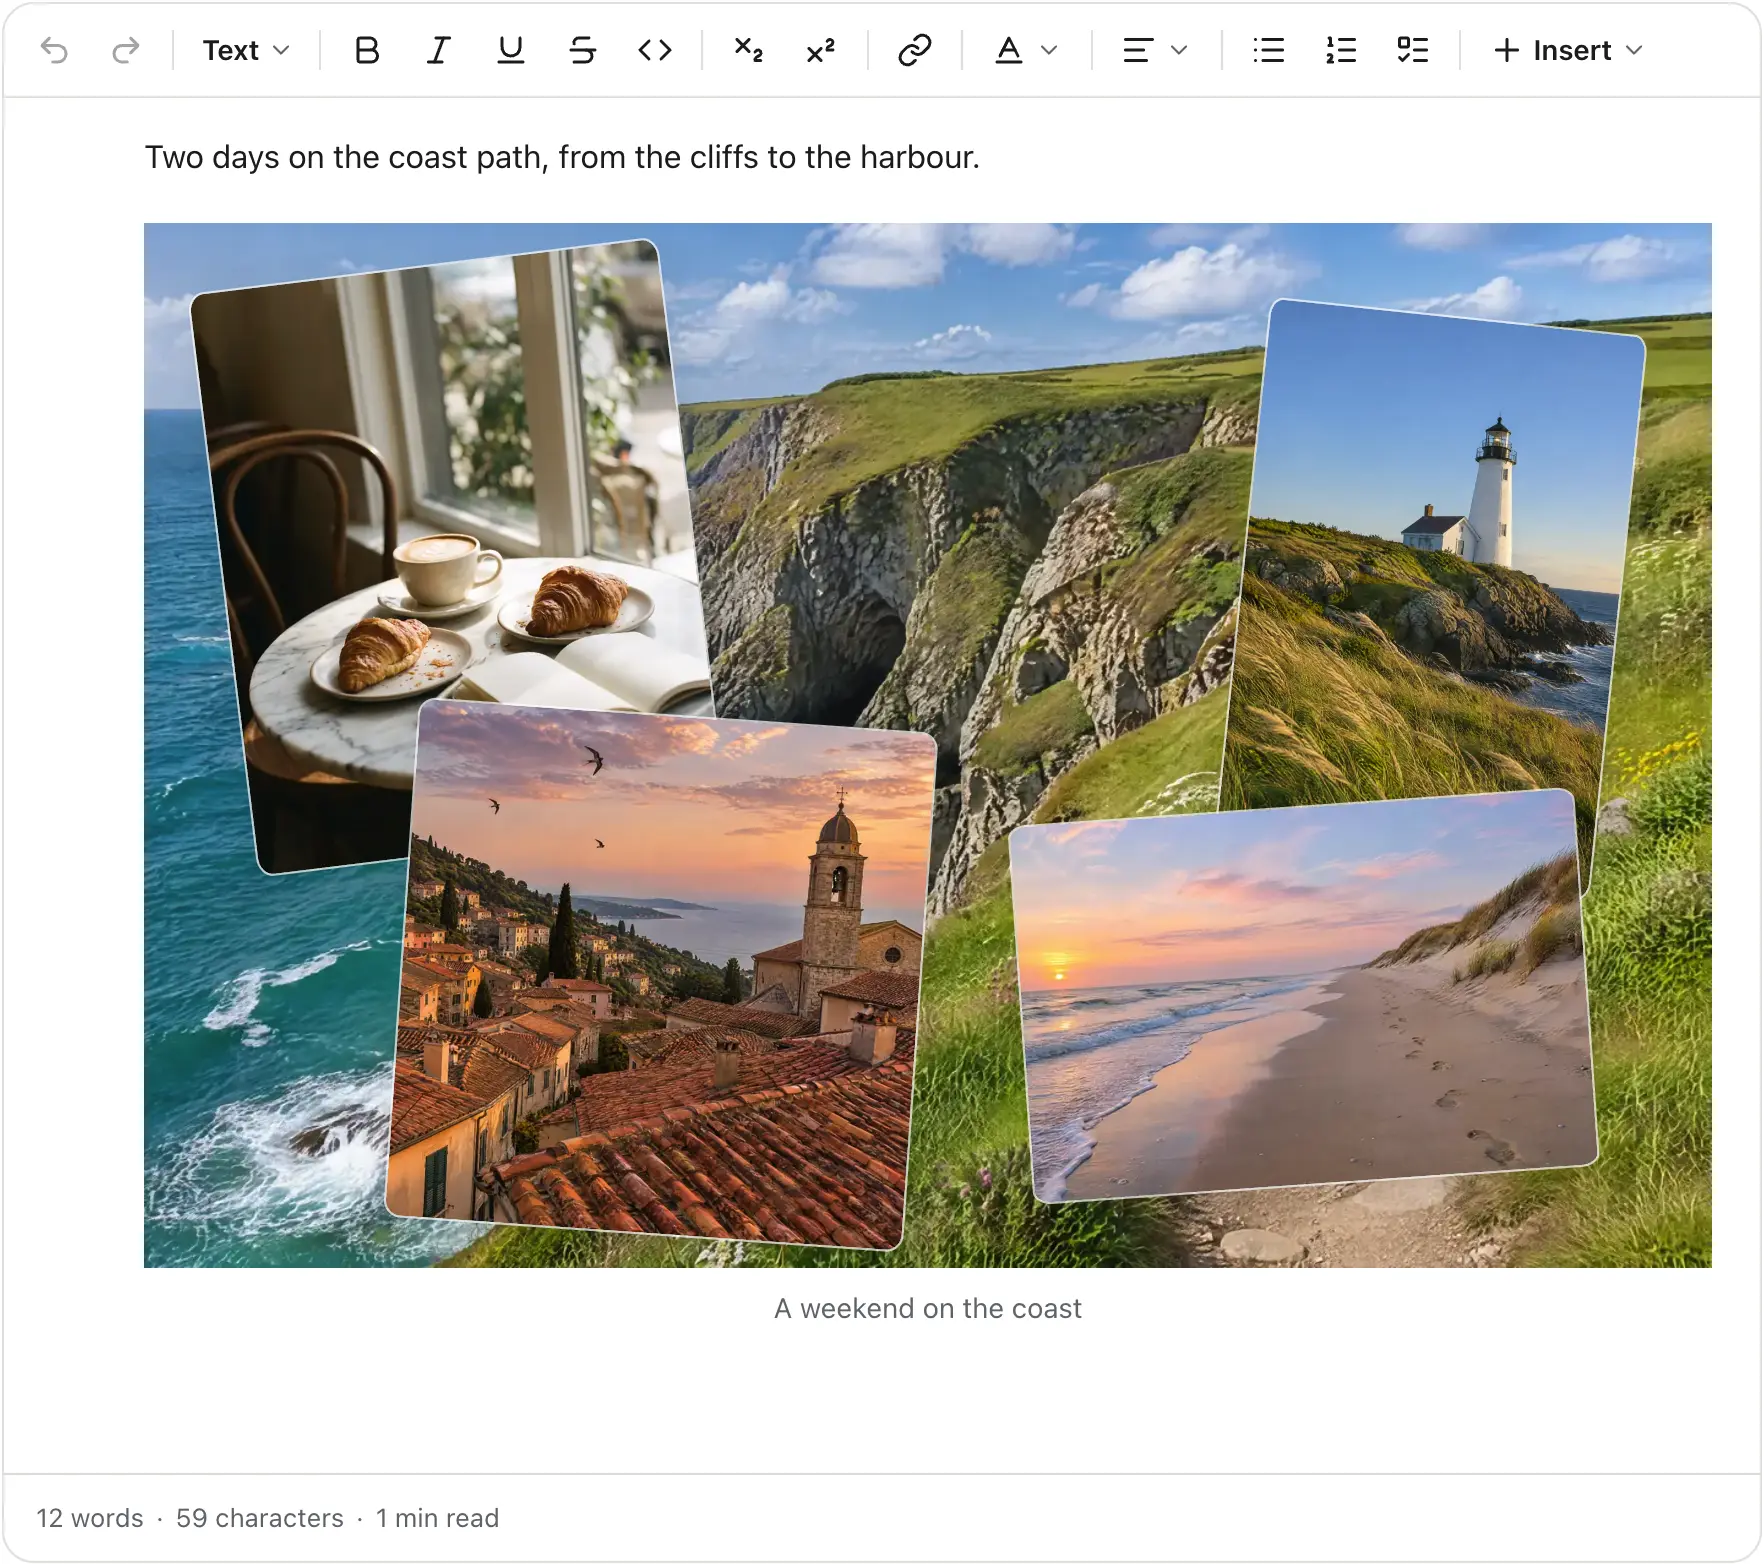 Text
Insert
Two days on the coast path, from the cliffs to the harbour.
A weekend on the coast
12 words · 59 characters · 1 min read